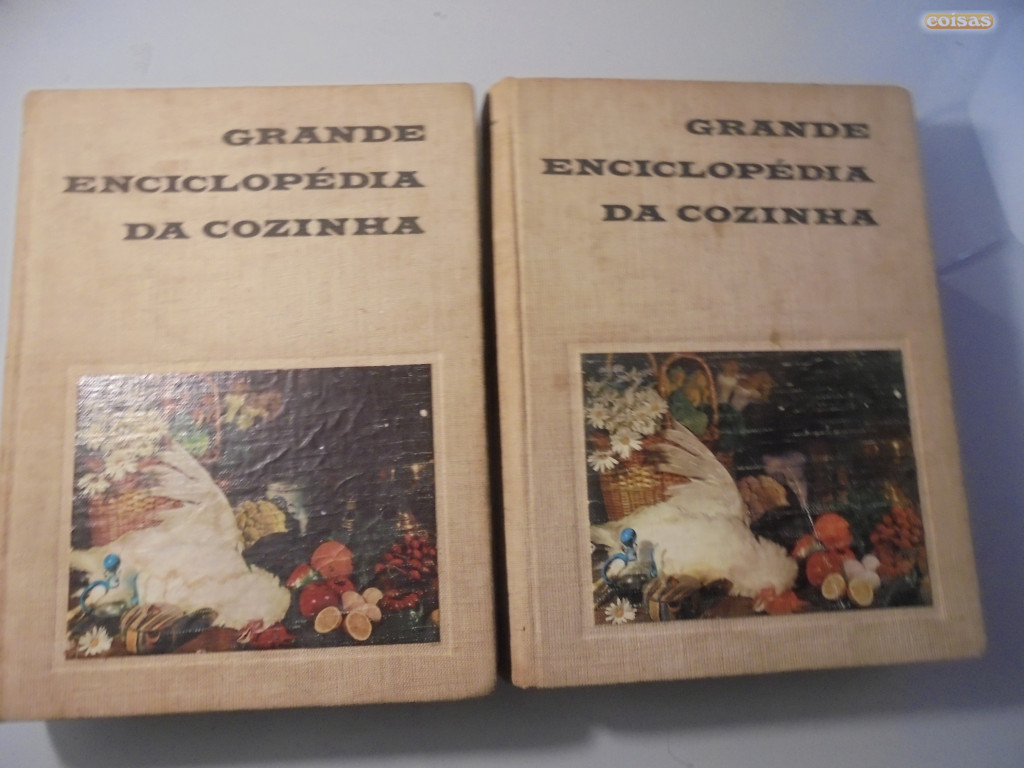 coisas
GRANDE
ENCICLOPÉDIA
DA COZINHA
GRANDE
ENCICLOPÉDIA
DA COZINHA